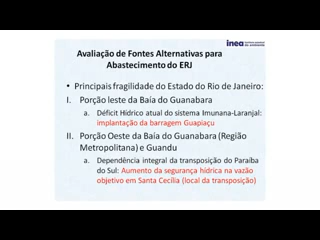 inea
Avaliação de Fontes Alternativas para
Abastecimento do ERJ
• Principais fragilidade do Estado do Rio de Janeiro:
I. Porção leste da Baía do Guanabara
a. Déficit Hídrico atual do sistema Imunana-Laranjal:
implantação da barragem Guapiaçu
II. Porção Oeste da Baía do Guanabara (Região
Metropolitana) e Guandu
a. Dependência integral da transposição do Paraíba
do Sul: Aumento da segurança hídrica na vazão
objetivo em Santa Cecília (local da transposição)